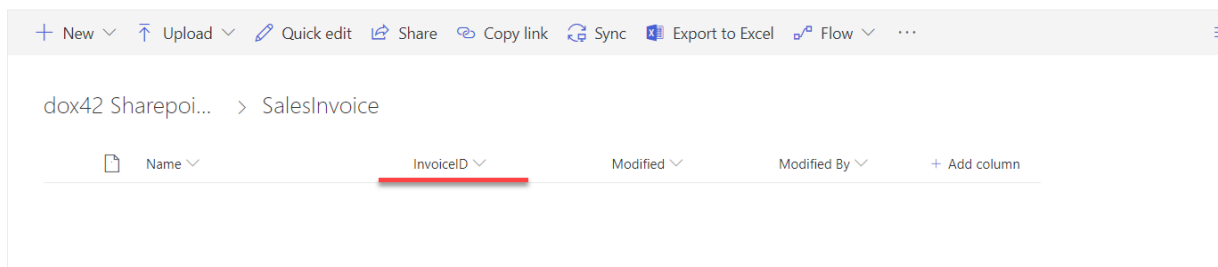 + New Upload Quick edit Share Copy link Sync Export to Excel Flow ...
dox42 Sharepoi... > SalesInvoice
Name InvoiceID Modified Modified By + Add column